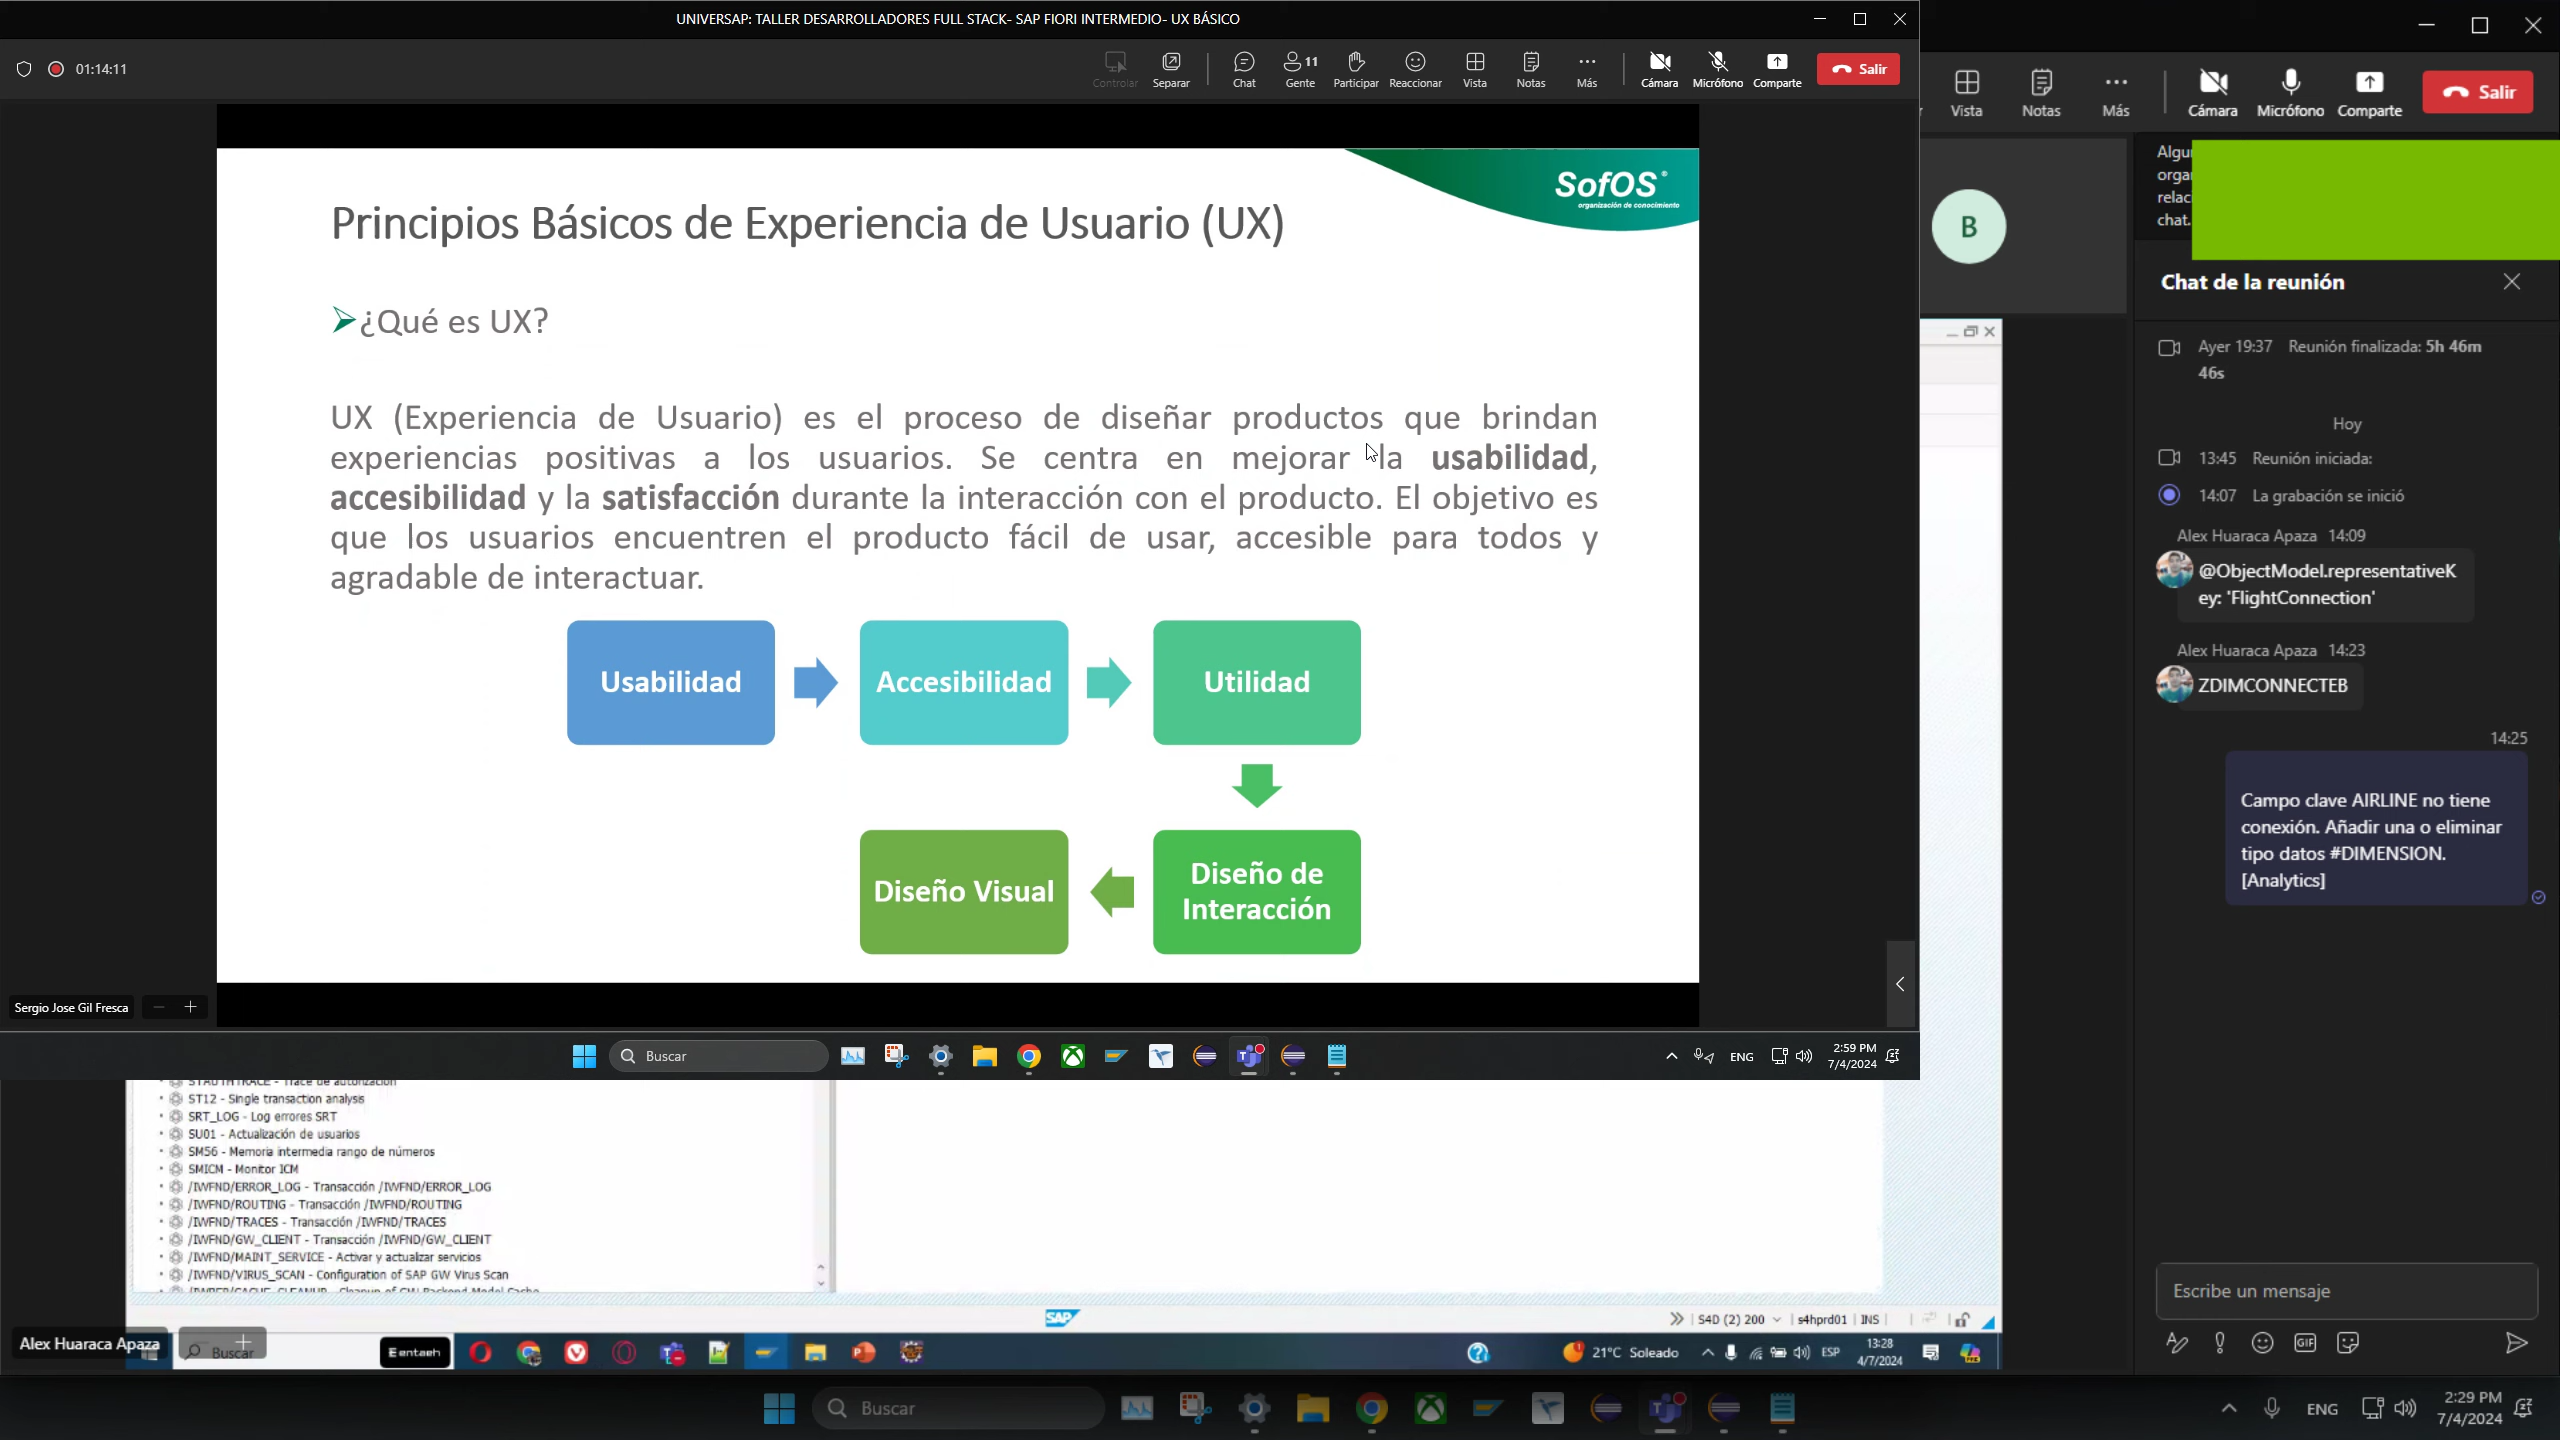 UNIVERSAP: TALLER DESARROLLADORES FULL STACK- SAP FIORI INTERMEDIO- UX BÁSICO
01:14:11
Controlar
Separar
Chat
11
Gente
Participar
Reaccionar
Vista
Notas
Más
Cámara
Micrófono
Comparte
Salir
Principios Básicos de Experiencia de Usuario (UX)
SofOS®
organización de conocimiento
¿Qué es UX?
UX (Experiencia de Usuario) es el proceso de diseñar productos que brindan
experiencias positivas a los usuarios. Se centra en mejorar la usabilidad,
accesibilidad y la satisfacción durante la interacción con el producto. El objetivo es
que los usuarios encuentren el producto fácil de usar, accesible para todos y
agradable de interactuar.
Usabilidad
Accesibilidad
Utilidad
Diseño Visual
Diseño de
Interacción
Sergio Jose Gil Fresca
Buscar
ENG
2:59 PM
7/4/2024
Vista
Notas
Más
Cámara
Micrófono
Comparte
Salir
B
Algu
orga
relac
chat.
Chat de la reunión
Ayer 19:37 Reunión finalizada: 5h 46m
46s
Hoy
13:45 Reunión iniciada:
14:07 La grabación se inició
Alex Huaraca Apaza 14:09
@ObjectModel.representativeK
ey: 'FlightConnection'
Alex Huaraca Apaza 14:23
ZDIMCONNECTEB
14:25
Campo clave AIRLINE no tiene
conexión. Añadir una o eliminar
tipo datos #DIMENSION.
[Analytics]
Escribe un mensaje
GIF
STAUTHTRACE - Trace de autorización
ST12 - Single transaction analysis
SRT_LOG - Log errores SRT
SU01 - Actualización de usuarios
SM56 - Memoria intermedia rango de números
SMICM - Monitor ICM
/IWFND/ERROR_LOG - Transacción /IWFND/ERROR_LOG
/IWFND/ROUTING - Transacción /IWFND/ROUTING
/IWFND/TRACES - Transacción /IWFND/TRACES
/IWFND/GW_CLIENT - Transacción /IWFND/GW_CLIENT
/IWFND/MAINT_SERVICE - Activar y actualizar servicios
/IWFND/VIRUS_SCAN - Configuration of SAP GW Virus Scan
SAP
S4D (2) 200
s4hprd01
INS
Alex Huaraca Apaza
Buscar
21°C Soleado
ESP
13:28
4/7/2024
Buscar
ENG
2:29 PM
7/4/2024